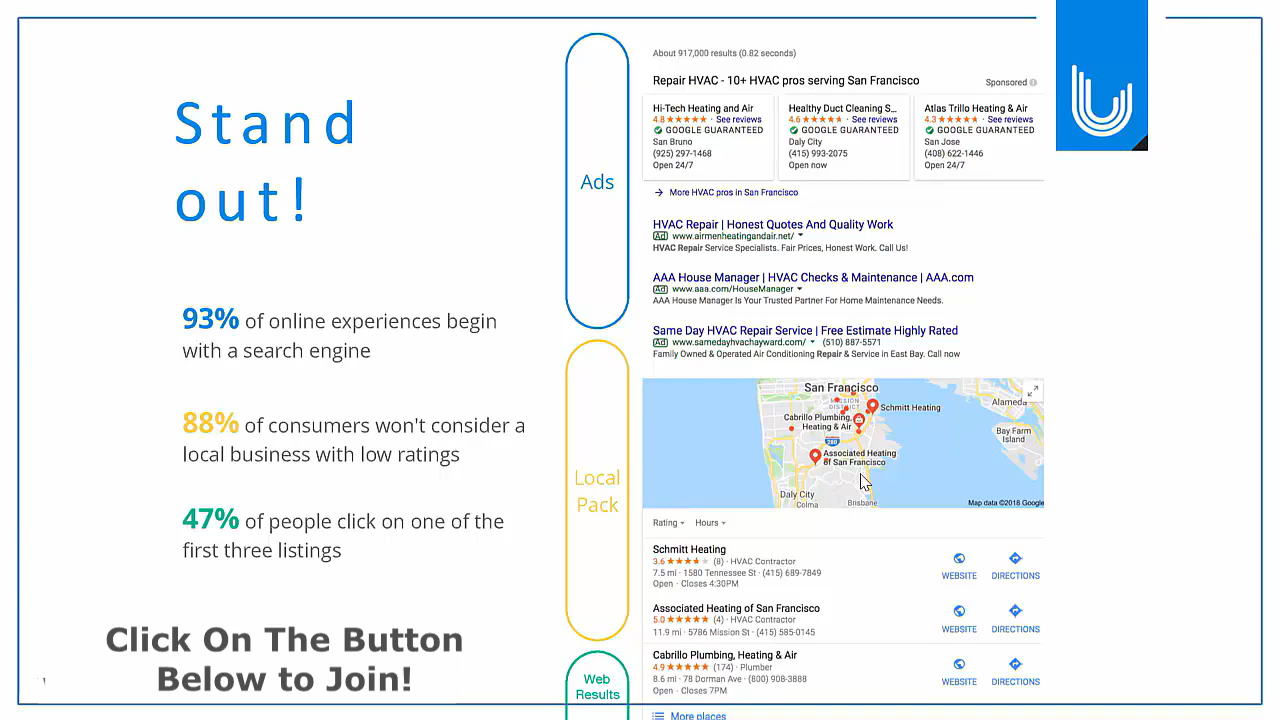 Stand
out!
93% of online experiences begin
with a search engine
88% of consumers won't consider a
local business with low ratings
47% of people click on one of the
first three listings
Click On The Button
Below to Join!
Ads
Local
Pack
Web
Results
About 917,000 results (0.82 seconds)
Repair HVAC - 10+ HVAC pros serving San Francisco
Sponsored
Hi-Tech Heating and Air
4.8 ★★★★★ · See reviews
GOOGLE GUARANTEED
San Bruno
(925) 297-1468
Open 24/7
Healthy Duct Cleaning S...
4.6 ★★★★★ · See reviews
GOOGLE GUARANTEED
Daly City
(415) 993-2075
Open now
Atlas Trillo Heating & Air
4.3 ★★★★★ · See reviews
GOOGLE GUARANTEED
San Jose
(408) 622-1446
Open 24/7
→ More HVAC pros in San Francisco
HVAC Repair | Honest Quotes And Quality Work
Ad www.airmenheatingandair.net/
HVAC Repair Service Specialists. Fair Prices, Honest Work. Call Us!
AAA House Manager | HVAC Checks & Maintenance | AAA.com
Ad www.aaa.com/HouseManager
AAA House Manager Is Your Trusted Partner For Home Maintenance Needs.
Same Day HVAC Repair Service | Free Estimate Highly Rated
Ad www.samedayhvachayward.com/ (510) 887-5571
Family Owned & Operated Air Conditioning Repair & Service in East Bay. Call now
San Francisco
MISSION
DISTRICT
Schmitt Heating
Cabrillo Plumbing,
Heating & Air
280
Associated Heating
of San Francisco
Alameda
Bay Farm
Island
Daly City
Colma
Brisbane
Map data ©2018 Google
Rating Hours
Schmitt Heating
3.6 ★★★★★ (8) · HVAC Contractor
7.5 mi · 1580 Tennessee St · (415) 689-7849
Open · Closes 4:30PM
WEBSITE DIRECTIONS
Associated Heating of San Francisco
5.0 ★★★★★ (4) · HVAC Contractor
11.9 mi · 5786 Mission St · (415) 585-0145
WEBSITE DIRECTIONS
Cabrillo Plumbing, Heating & Air
4.9 ★★★★★ (174) · Plumber
8.6 mi · 78 Dorman Ave · (800) 908-3888
Open · Closes 7PM
WEBSITE DIRECTIONS
More places